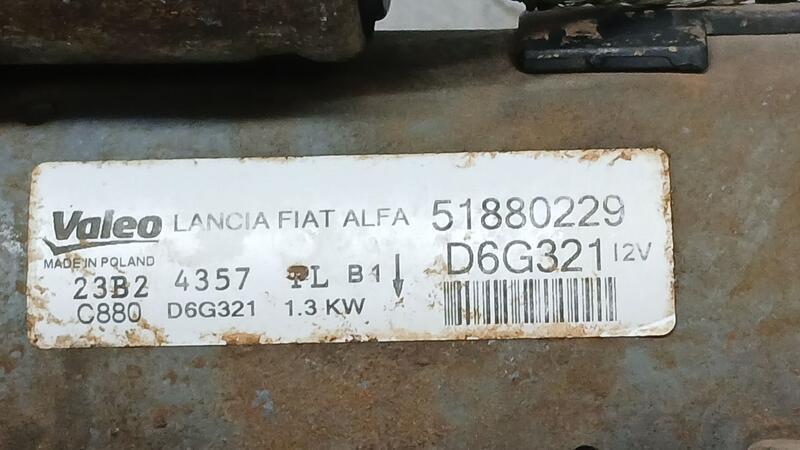 Valeo LANCIA FIAT ALFA 51880229
MADE IN POLAND D6G321 12V
23B2 4357 B1
C880 D6G321 1.3 KW